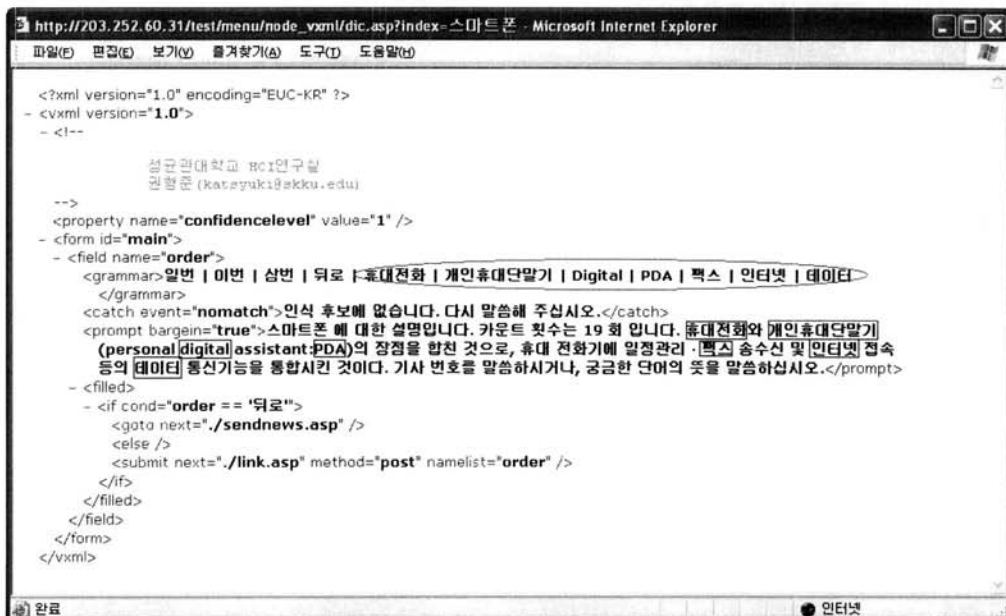 http://203.252.60.31/test/menu/node_vxml/dic.asp?index=스마트폰 - Microsoft Internet Explorer
파일(F) 편집(E) 보기(V) 즐겨찾기(A) 도구(T) 도움말(H)
<?xml version="1.0" encoding="EUC-KR" ?>
- <vxml version="1.0">
- <!--
성균관대학교 HCI연구실
권형준(katsyuki@skku.edu)
-->
<property name="confidencelevel" value="1" />
- <form id="main">
- <field name="order">
<grammar>일번 | 이번 | 삼번 | 뒤로 | 휴대전화 | 개인휴대단말기 | Digital | PDA | 팩스 | 인터넷 | 데이터
</grammar>
<catch event="nomatch">인식 후보에 없습니다. 다시 말씀해 주십시오.</catch>
<prompt bargein="true">스마트폰 에 대한 설명입니다. 카운트 횟수는 19 회 입니다. 휴대전화와 개인휴대단말기
(personal digital assistant:PDA)의 장점을 합친 것으로, 휴대 전화기에 일정관리 · 팩스 송수신 및 인터넷 접속
등의 데이터 통신기능을 통합시킨 것이다. 기사 번호를 말씀하시거나, 궁금한 단어의 뜻을 말씀하십시오.</prompt>
- <filled>
- <if cond="order == '뒤로'">
<goto next="./sendnews.asp" />
<else />
<submit next="./link.asp" method="post" namelist="order" />
</if>
</filled>
</field>
</form>
</vxml>
완료
인터넷